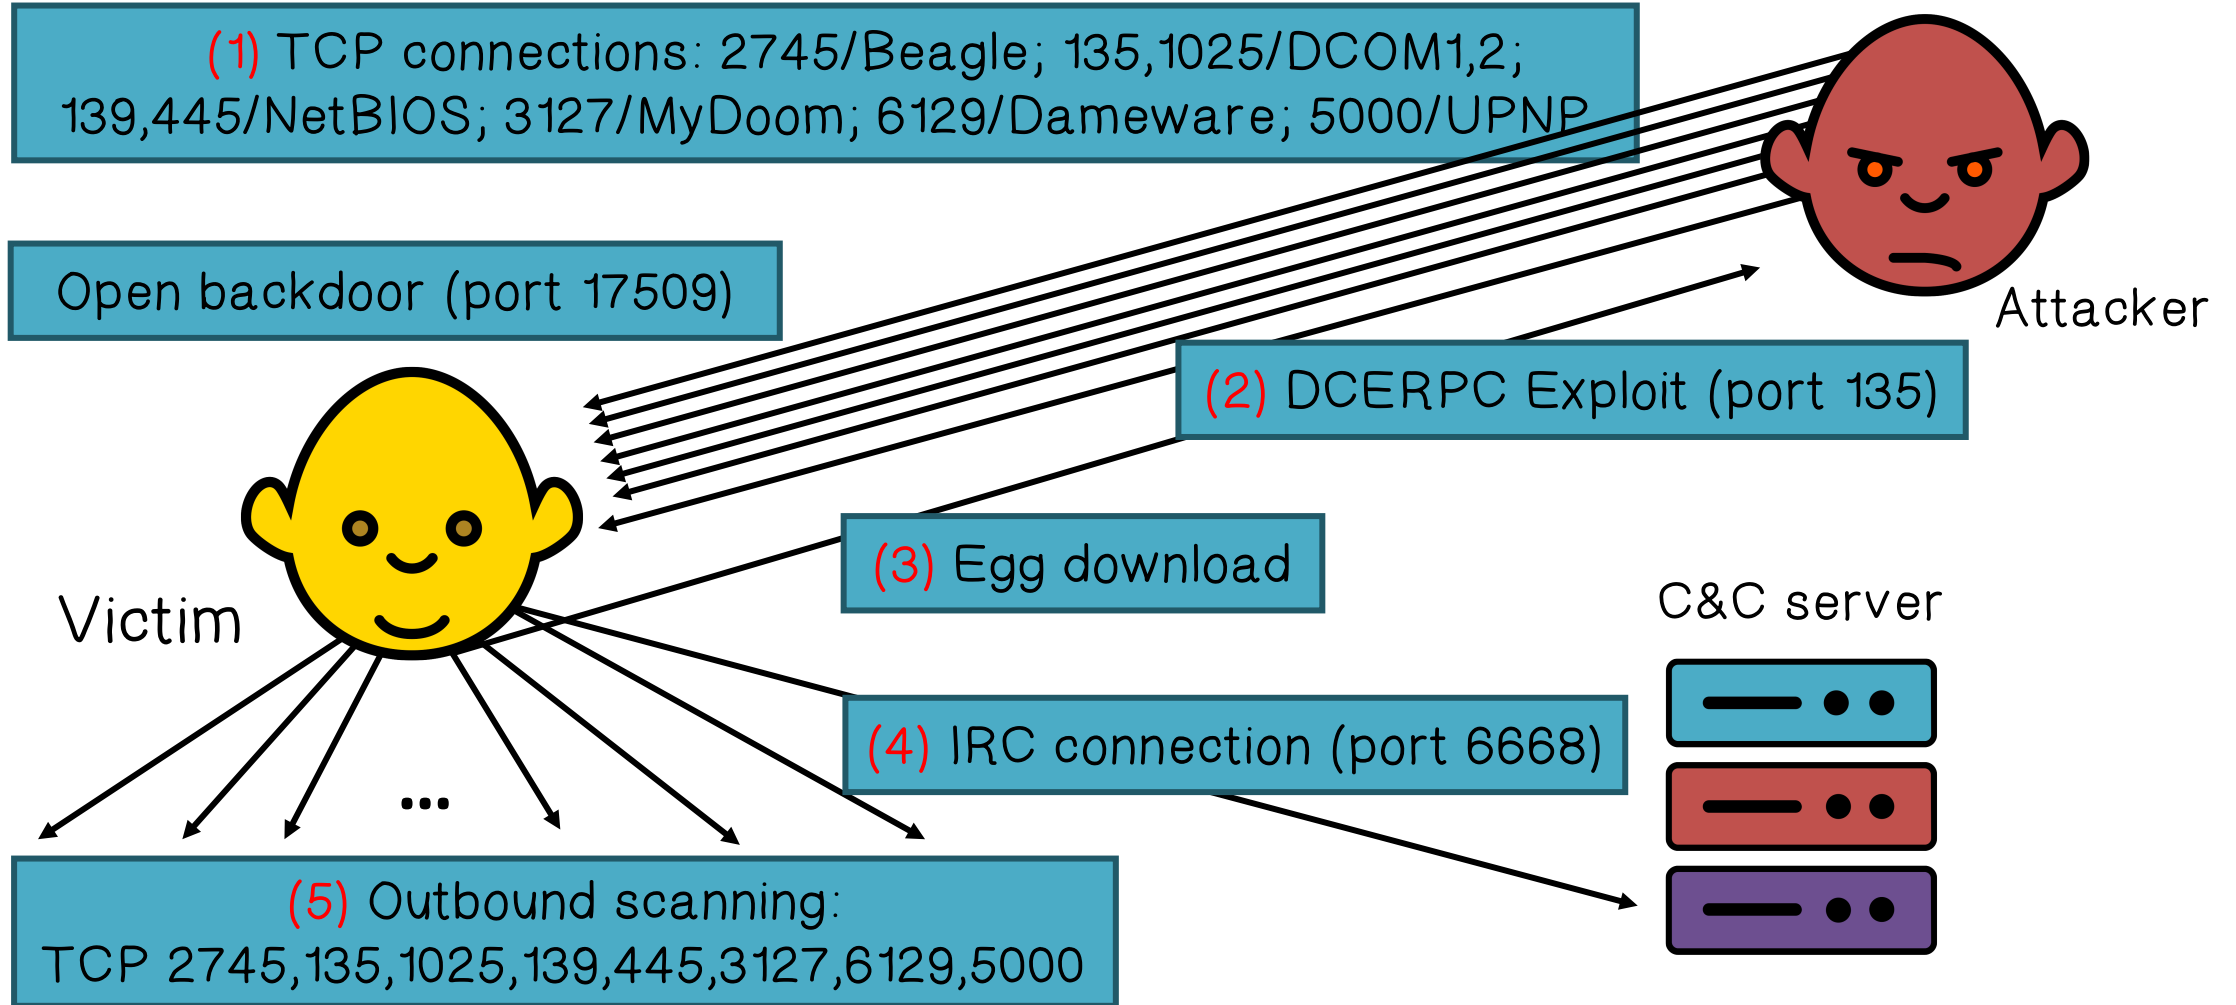 (1) TCP connections: 2745/Beagle; 135,1025/DCOM1,2;
139,445/NetBIOS; 3127/MyDoom; 6129/Dameware; 5000/UPNP
Open backdoor (port 17509)
Attacker
(2) DCERPC Exploit (port 135)
(3) Egg download
Victim
C&C server
(4) IRC connection (port 6668)
...
(5) Outbound scanning:
TCP 2745,135,1025,139,445,3127,6129,5000